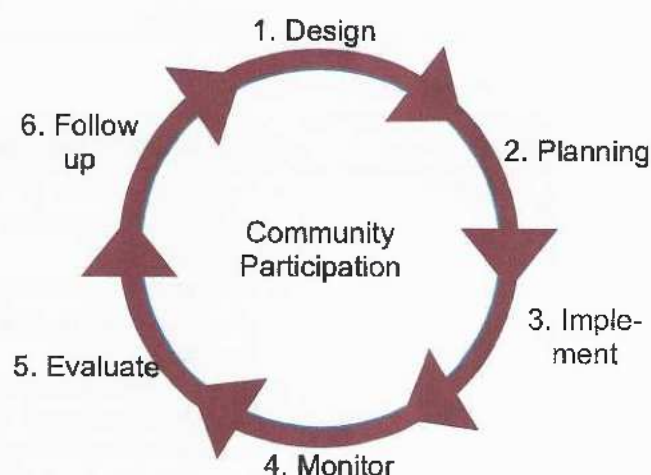 1. Design
2. Planning
3. Imple-
ment
4. Monitor
5. Evaluate
6. Follow
up
Community
Participation